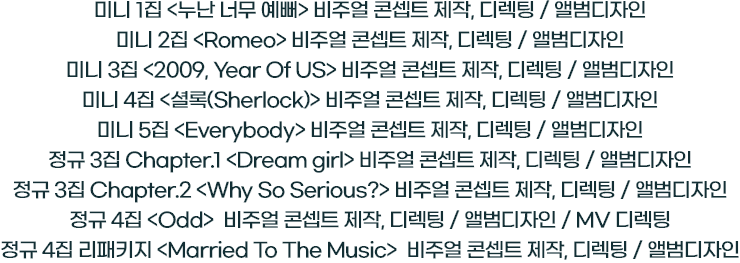 미니 1집 <누난 너무 예뻐> 비주얼 콘셉트 제작, 디렉팅 / 앨범디자인
미니 2집 <Romeo> 비주얼 콘셉트 제작, 디렉팅 / 앨범디자인
미니 3집 <2009, Year Of US> 비주얼 콘셉트 제작, 디렉팅 / 앨범디자인
미니 4집 <셜록(Sherlock)> 비주얼 콘셉트 제작, 디렉팅 / 앨범디자인
미니 5집 <Everybody> 비주얼 콘셉트 제작, 디렉팅 / 앨범디자인
정규 3집 Chapter.1 <Dream girl> 비주얼 콘셉트 제작, 디렉팅 / 앨범디자인
정규 3집 Chapter.2 <Why So Serious?> 비주얼 콘셉트 제작, 디렉팅 / 앨범디자인
정규 4집 <Odd>  비주얼 콘셉트 제작, 디렉팅 / 앨범디자인 / MV 디렉팅
정규 4집 리패키지 <Married To The Music>  비주얼 콘셉트 제작, 디렉팅 / 앨범디자인